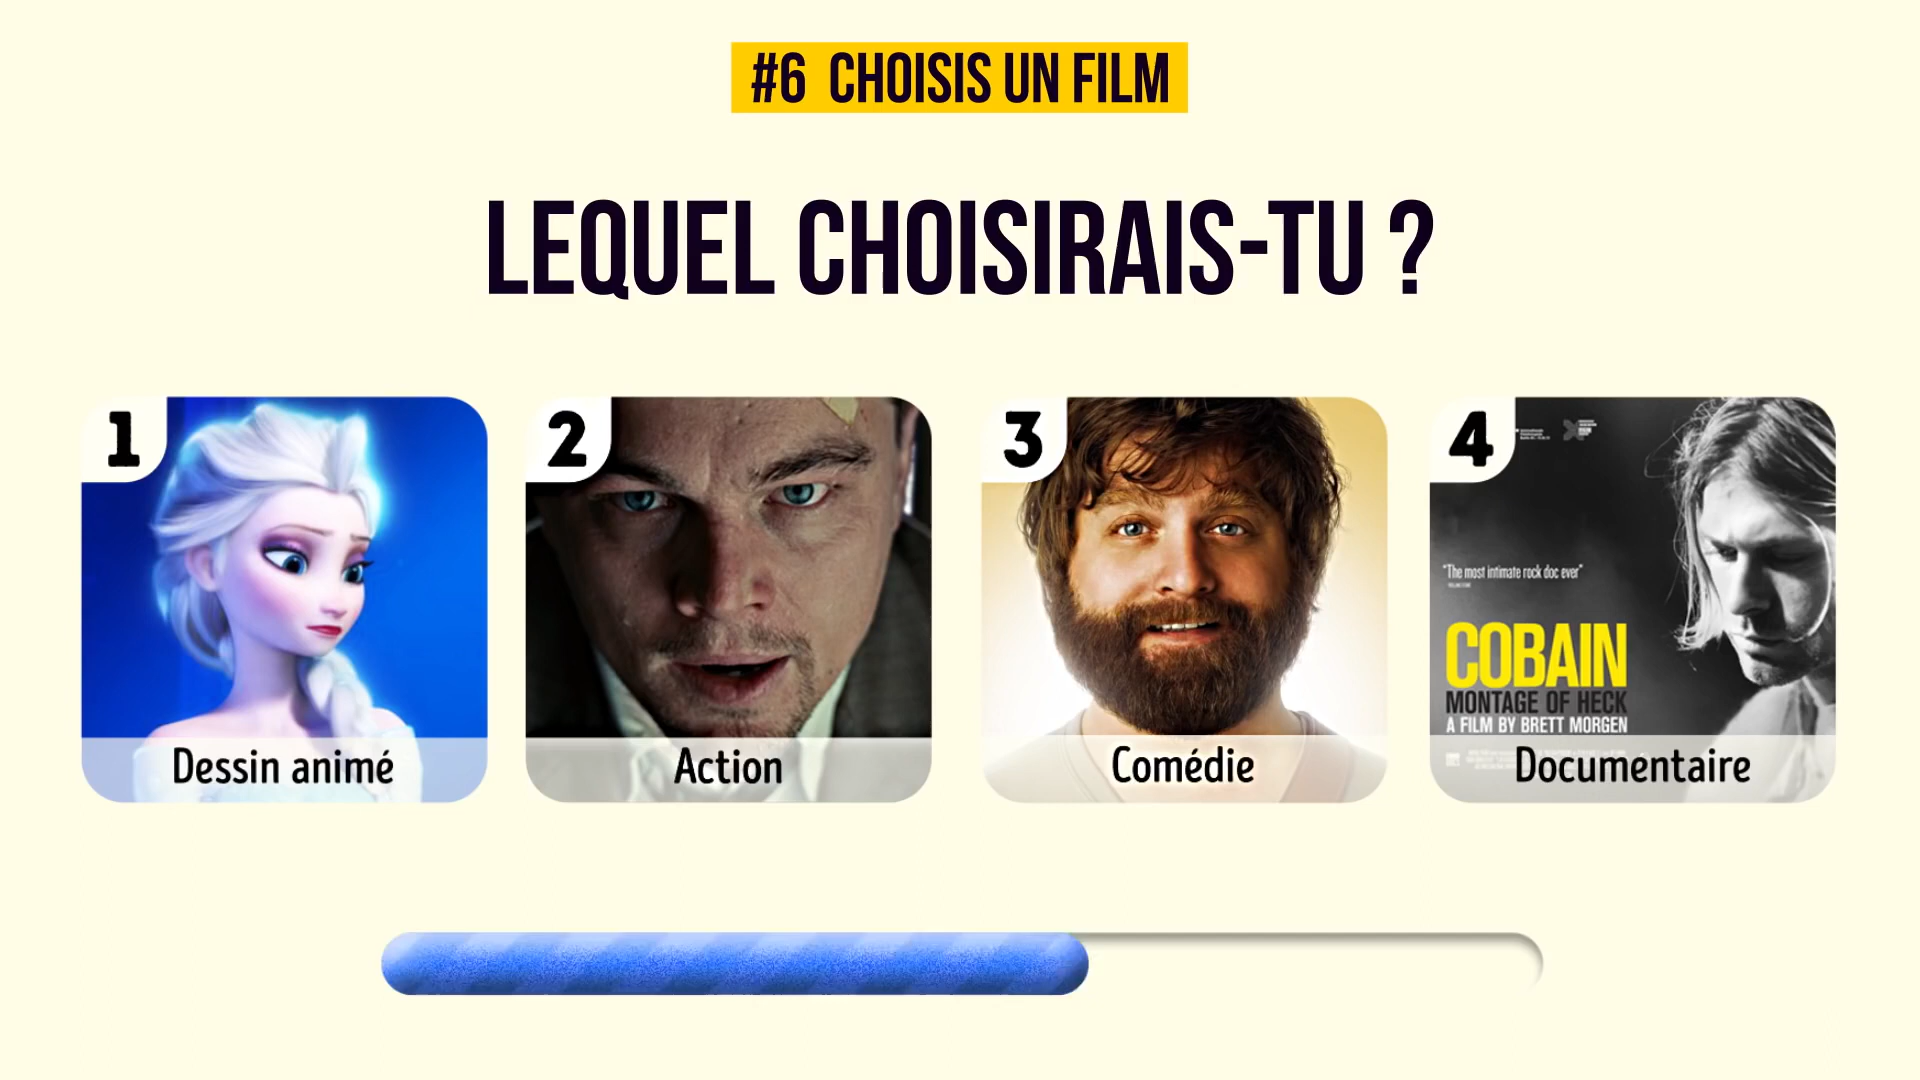 #6 CHOISIS UN FILM
LEQUEL CHOISIRAIS-TU ?
1
2
3
4
"The most intimate rock doc ever"
COBAIN
MONTAGE OF HECK
A FILM BY BRETT MORGEN
Dessin animé
Action
Comédie
Documentaire